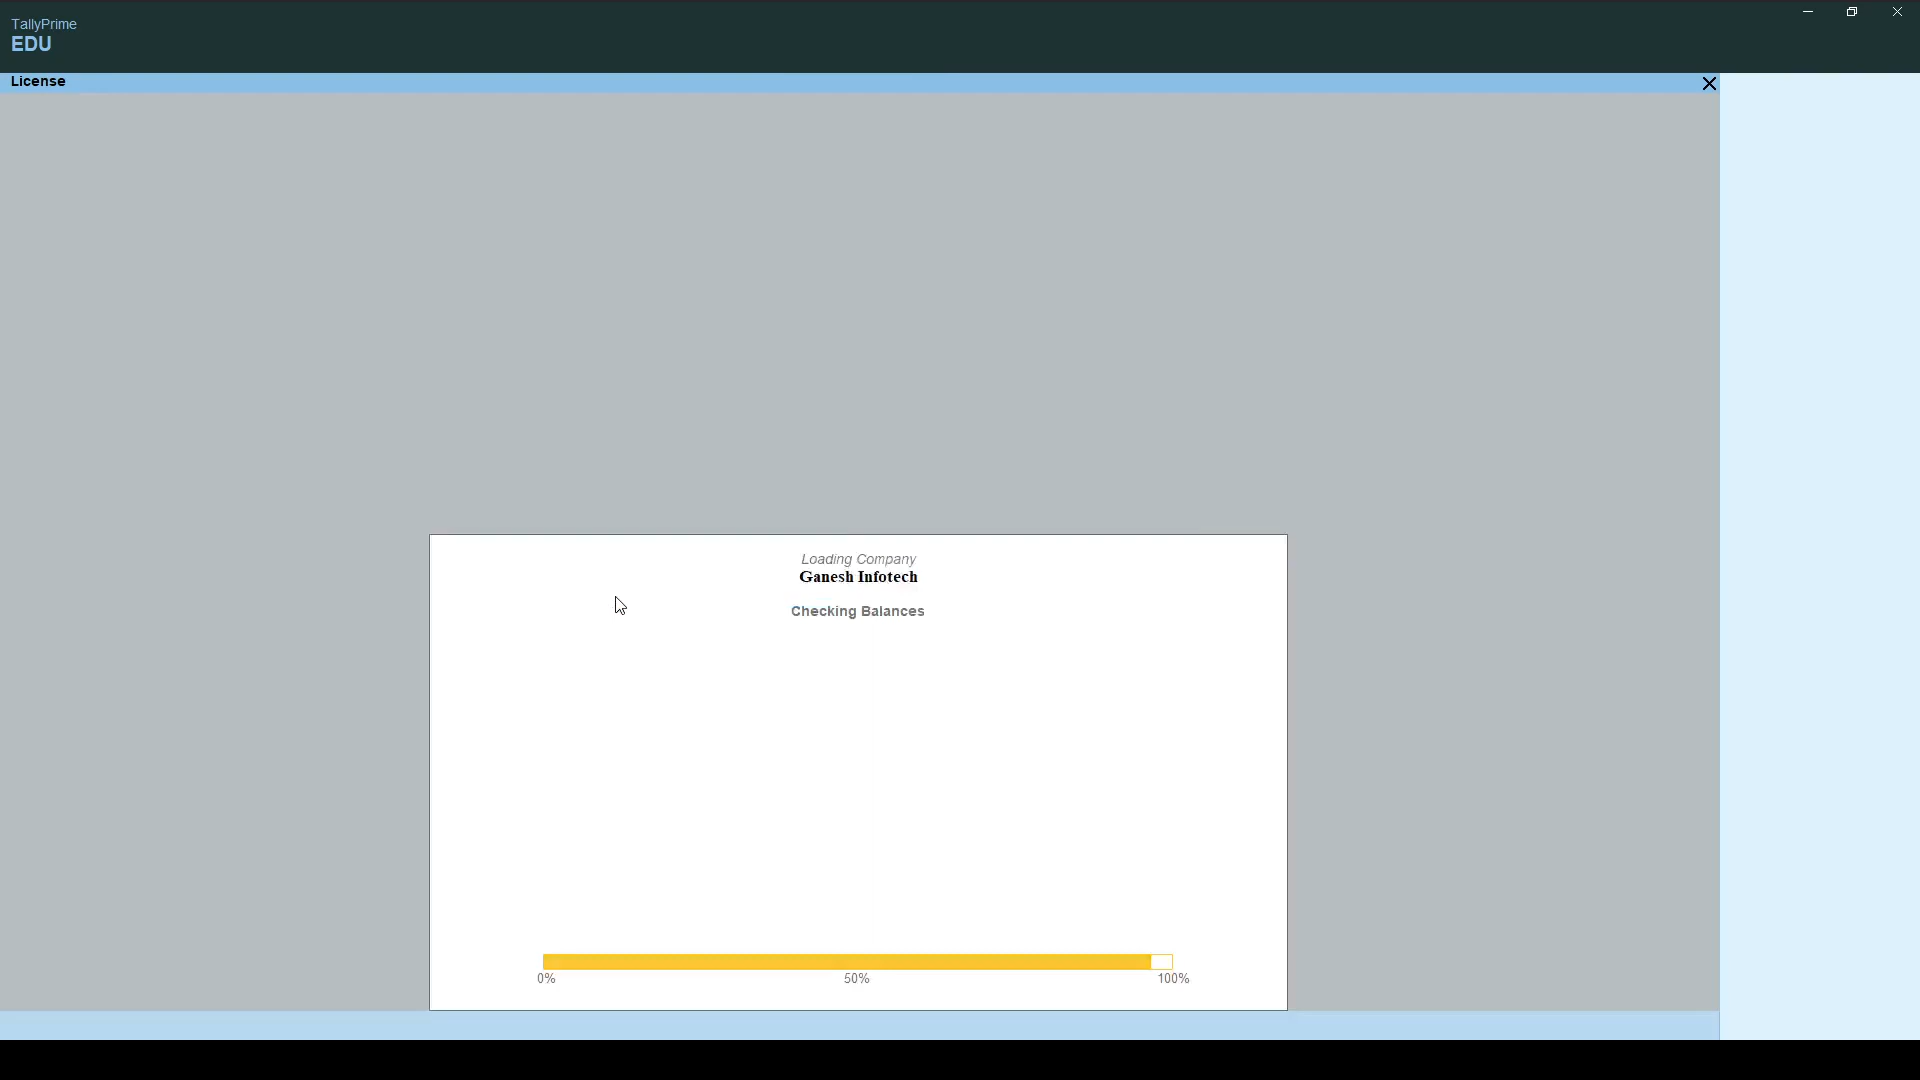 TallyPrime
EDU
License
Loading Company
Ganesh Infotech
Checking Balances
0% 50% 100%